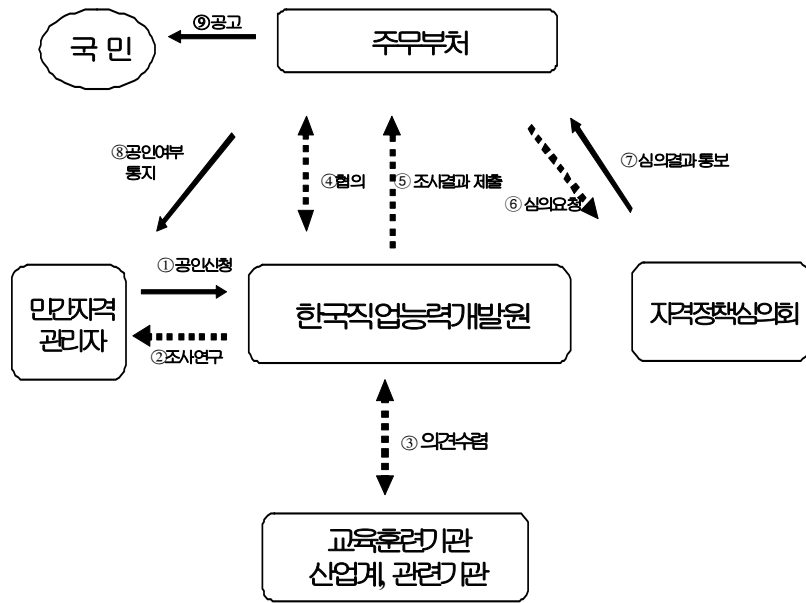 ⑨공고
국 민
주무부처
⑧공인여부
통지
④협의
⑤ 조사결과 제출
⑦심의결과 통보
⑥ 심의요청
①공인신청
민간자격
관리자
한국직업능력개발원
자격정책심의회
②조사연구
③ 의견수렴
교육훈련기관
산업계, 관련기관